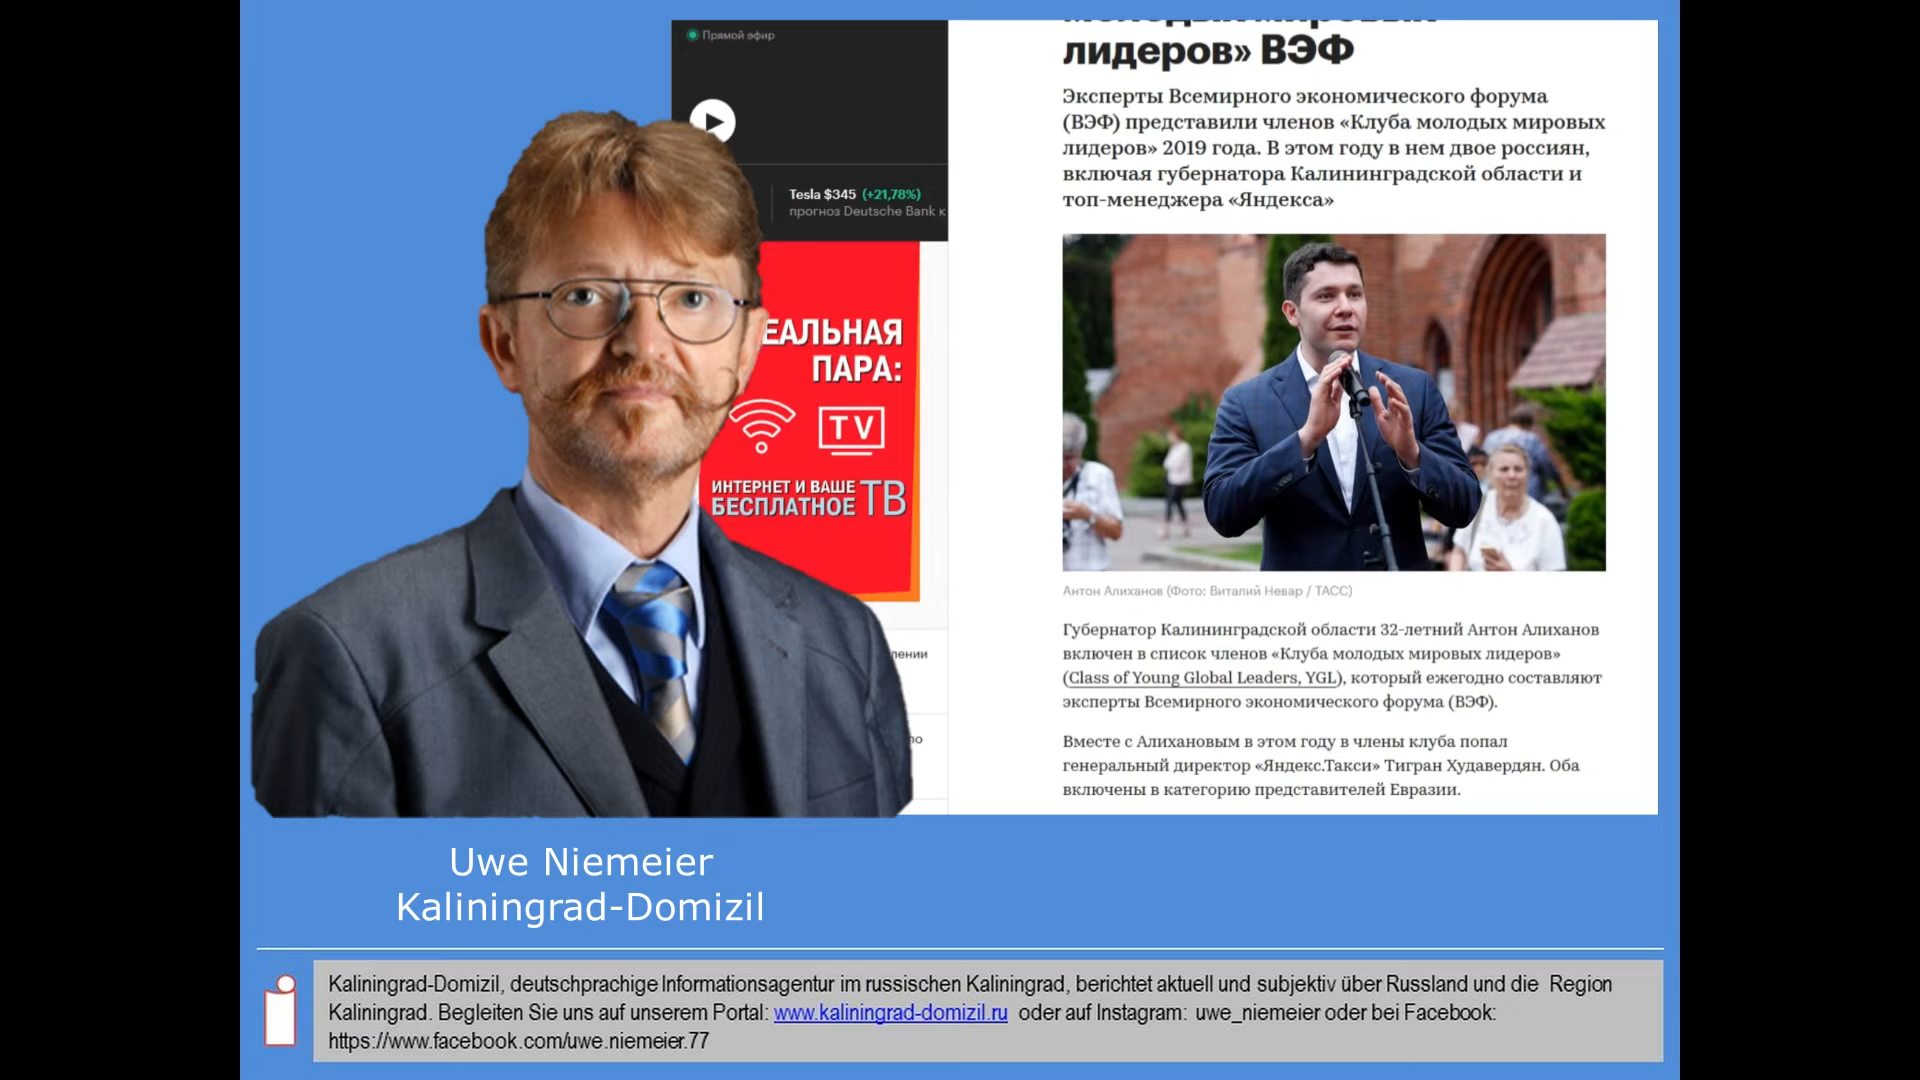 Прямой эфир
Tesla $345 (+21,78%)
прогноз Deutsche Bank к
ЕАЛЬНАЯ
ПАРА:
TV
ИНТЕРНЕТ И ВАШЕ
БЕСПЛАТНОЕ ТВ
лении
по
молодых мировых
лидеров» ВЭФ
Эксперты Всемирного экономического форума
(ВЭФ) представили членов «Клуба молодых мировых
лидеров» 2019 года. В этом году в нем двое россиян,
включая губернатора Калининградской области и
топ-менеджера «Яндекса»
Антон Алиханов (Фото: Виталий Невар / ТАСС)
Губернатор Калининградской области 32-летний Антон Алиханов
включен в список членов «Клуба молодых мировых лидеров»
(Class of Young Global Leaders, YGL), который ежегодно составляют
эксперты Всемирного экономического форума (ВЭФ).
Вместе с Алихановым в этом году в члены клуба попал
генеральный директор «Яндекс.Такси» Тигран Худавердян. Оба
включены в категорию представителей Евразии.
Uwe Niemeier
Kaliningrad-Domizil
Kaliningrad-Domizil, deutschprachige Informationsagentur im russischen Kaliningrad, berichtet aktuell und subjektiv über Russland und die Region
Kaliningrad. Begleiten Sie uns auf unserem Portal: www.kaliningrad-domizil.ru oder auf Instagram: uwe_niemeier oder bei Facebook:
https://www.facebook.com/uwe.niemeier.77